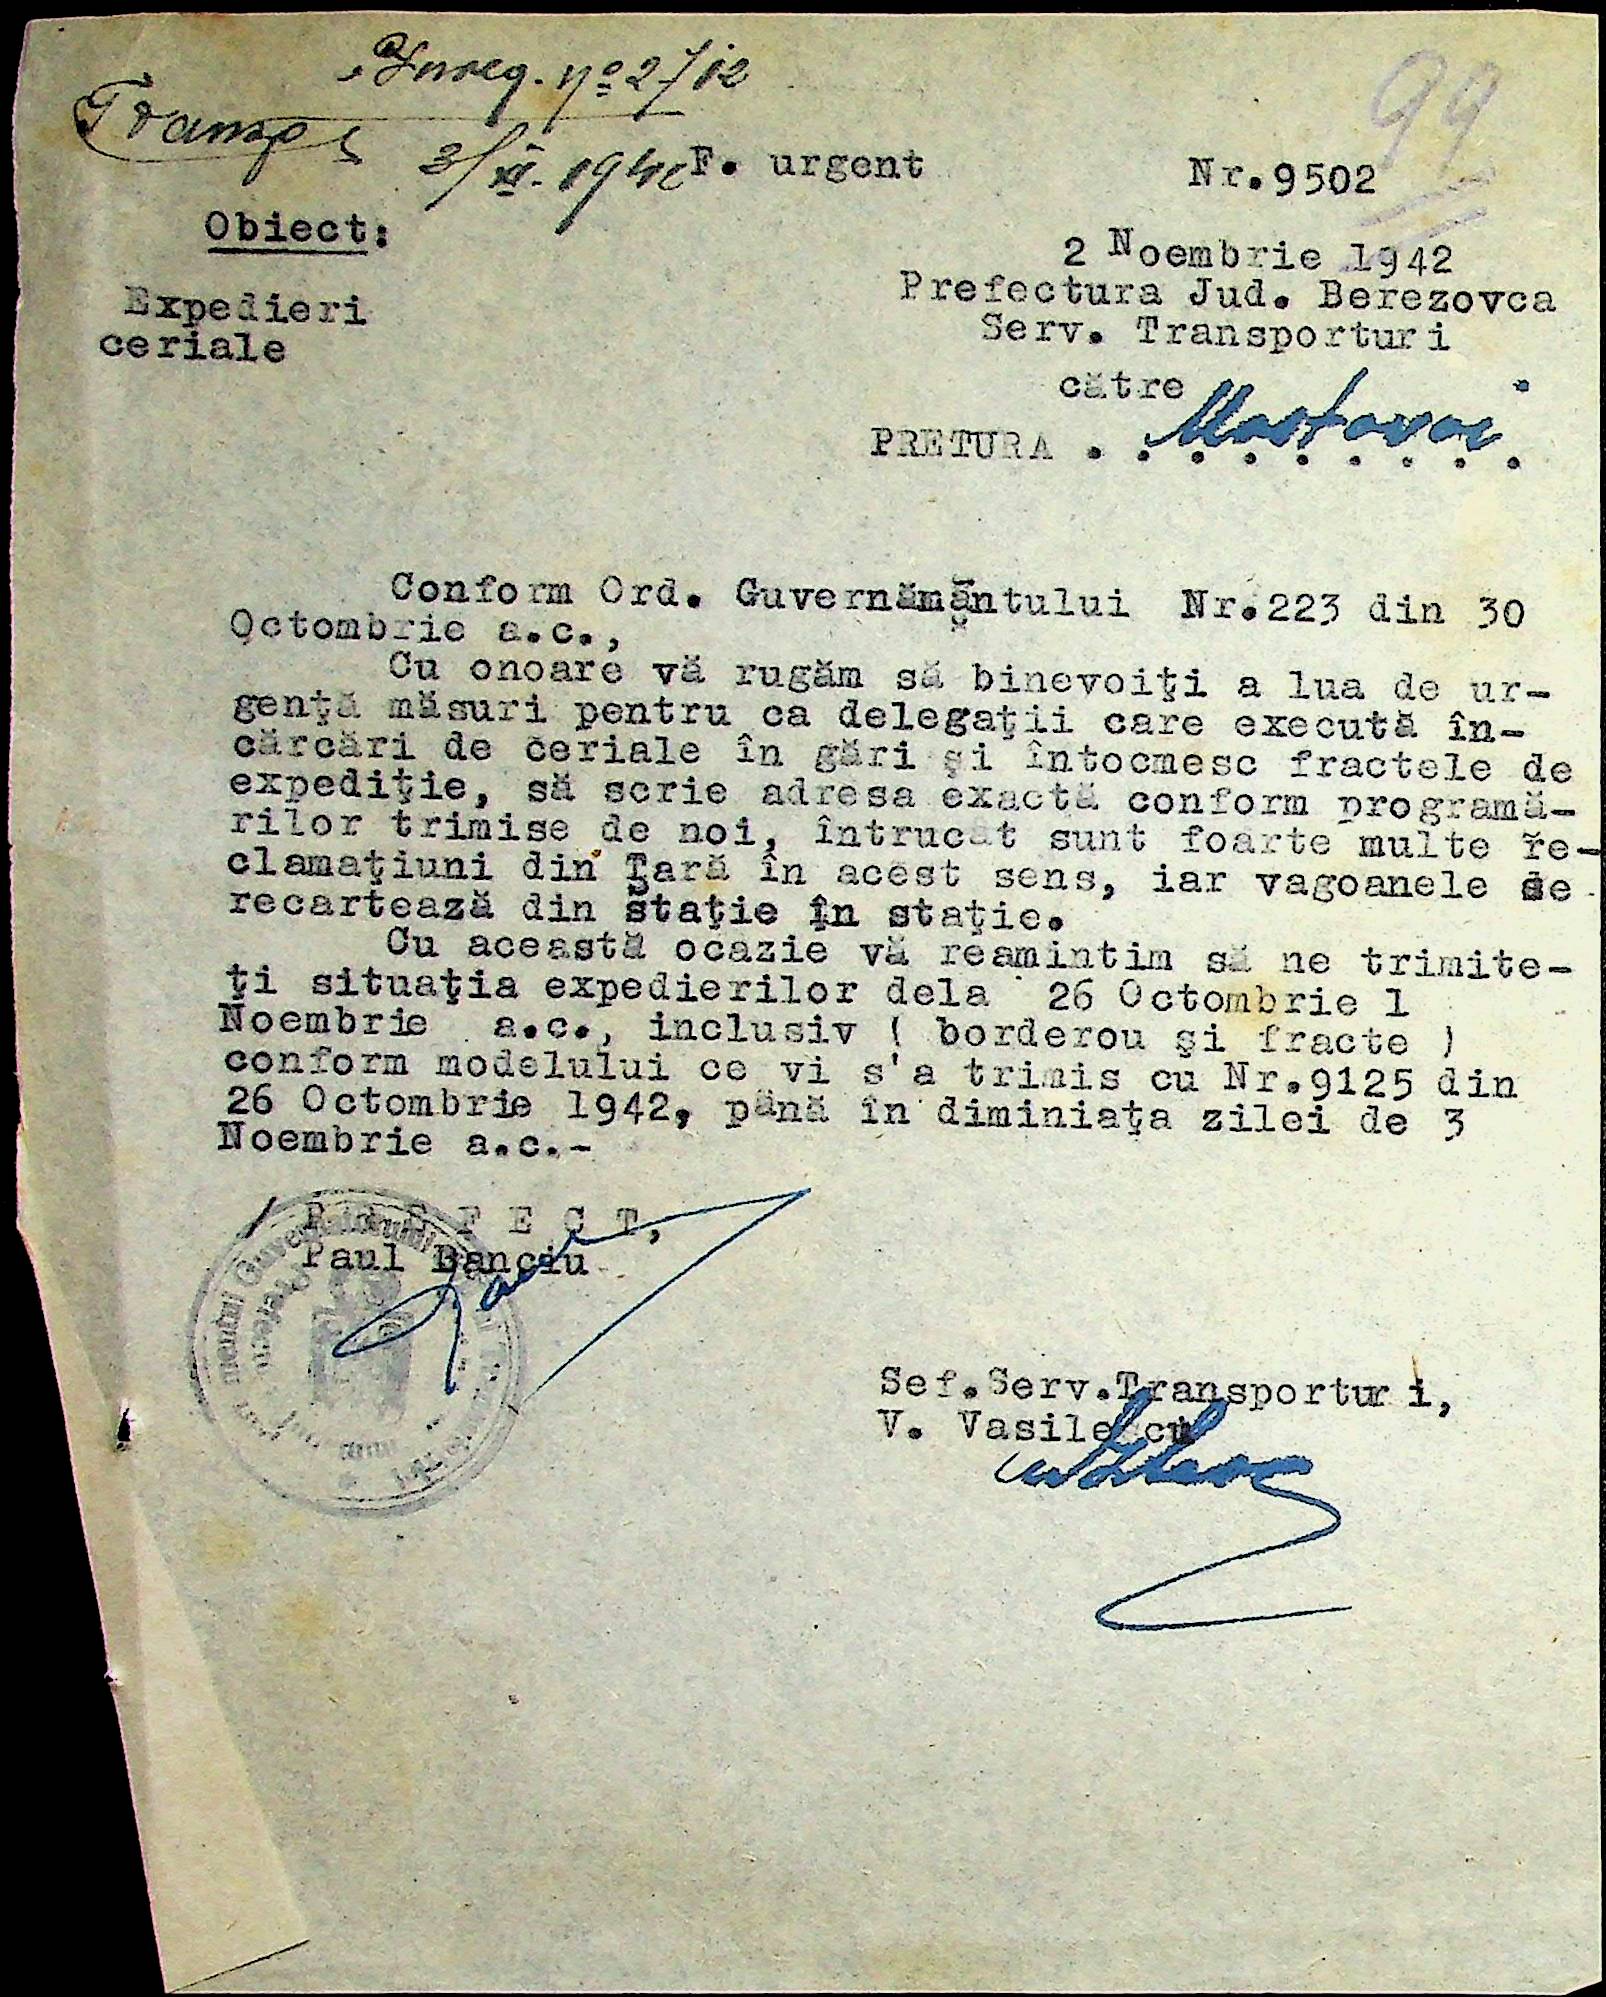 Inreg. Nº 2712
Transp
3/XI. 1942
99
F. urgent
Nr.9502
Obiect:
2 Noembrie 1942
Expedieri
ceriale
Prefectura Jud. Berezovca
Serv. Transporturi
către
PRETURA . Mostovoi . . . . . . . .
Conform Ord. Guvernământului Nr.223 din 30
Octombrie a.c.,
Cu onoare vă rugăm să binevoiţi a lua de ur-
genţă măsuri pentru ca delegaţii care execută în-
cărcări de ceriale în gări şi întocmesc fractele de
expediţie, să scrie adresa exactă conform programă-
rilor trimise de noi, întrucât sunt foarte multe re-
clamaţiuni din Ţară în acest sens, iar vagoanele se
recartează din staţie în staţie.
Cu această ocazie vă reamintim să ne trimite-
ţi situaţia expedierilor dela 26 Octombrie 1
Noembrie a.c., inclusiv ( borderou şi fracte )
conform modelului ce vi s'a trimis cu Nr.9125 din
26 Octombrie 1942, până în diminiaţa zilei de 3
Noembrie a.c.-
/ P R E F E C T,
Paul Banciu
Sef.Serv.Transporturi,
V. Vasilescu